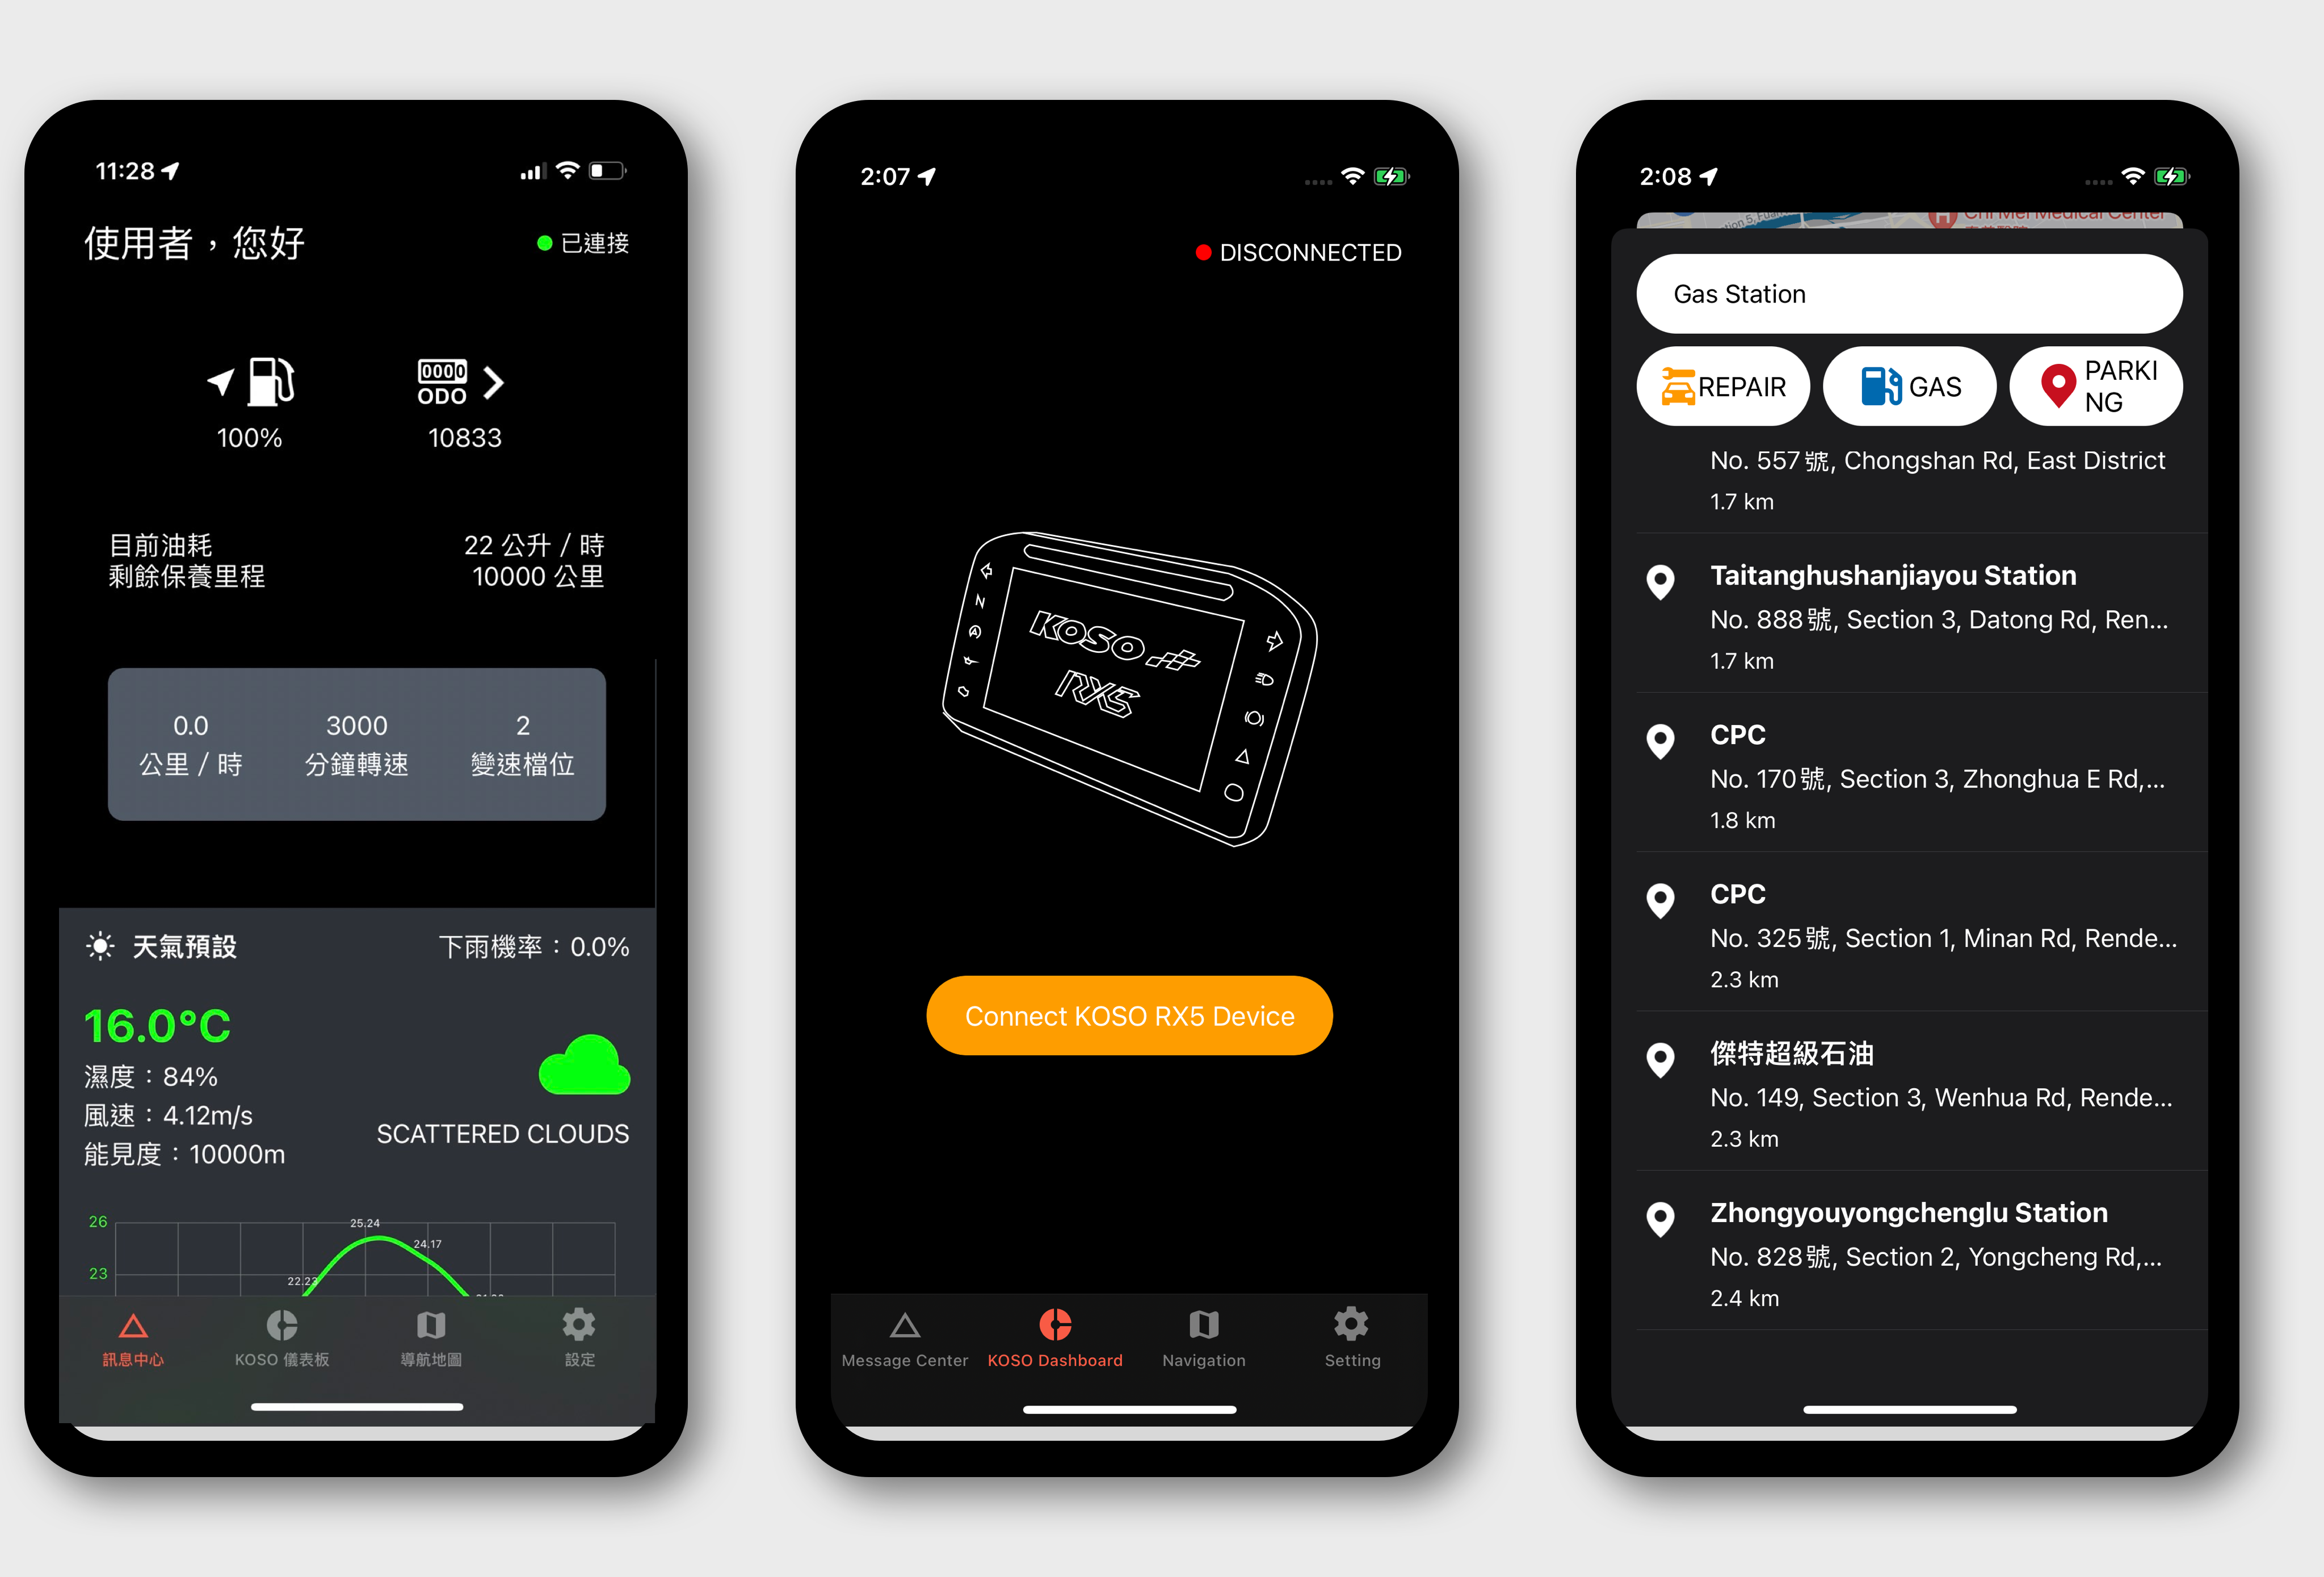 11:28
使用者，您好
已連接
0000
ODO
100%
10833
目前油耗
22 公升 / 時
剩餘保養里程
10000 公里
0.0
3000
2
公里 / 時
分鐘轉速
變速檔位
天氣預設
下雨機率：0.0%
16.0°C
濕度：84%
風速：4.12m/s
能見度：10000m
SCATTERED CLOUDS
26
25.24
24.17
23
22.23
訊息中心
KOSO 儀表板
導航地圖
設定
2:07
DISCONNECTED
N
A
KOSO
RX5
Connect KOSO RX5 Device
Message Center
KOSO Dashboard
Navigation
Setting
2:08
Chi Mei Medical Center
Gas Station
REPAIR
GAS
PARKI
NG
No. 557號, Chongshan Rd, East District
1.7 km
Taitanghushanjiayou Station
No. 888號, Section 3, Datong Rd, Ren...
1.7 km
CPC
No. 170號, Section 3, Zhonghua E Rd,...
1.8 km
CPC
No. 325號, Section 1, Minan Rd, Rende...
2.3 km
傑特超級石油
No. 149, Section 3, Wenhua Rd, Rende...
2.3 km
Zhongyouyongchenglu Station
No. 828號, Section 2, Yongcheng Rd,...
2.4 km